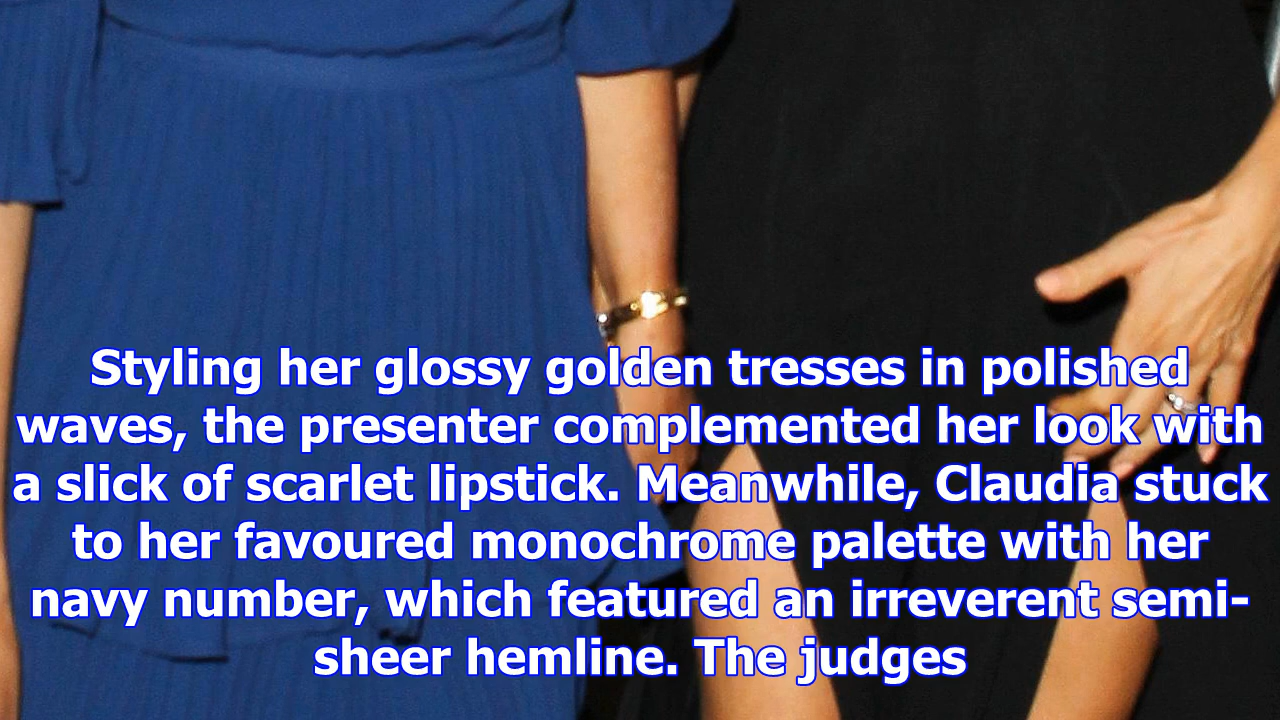 Styling her glossy golden tresses in polished
waves, the presenter complemented her look with
a slick of scarlet lipstick. Meanwhile, Claudia stuck
to her favoured monochrome palette with her
navy number, which featured an irreverent semi-
sheer hemline. The judges